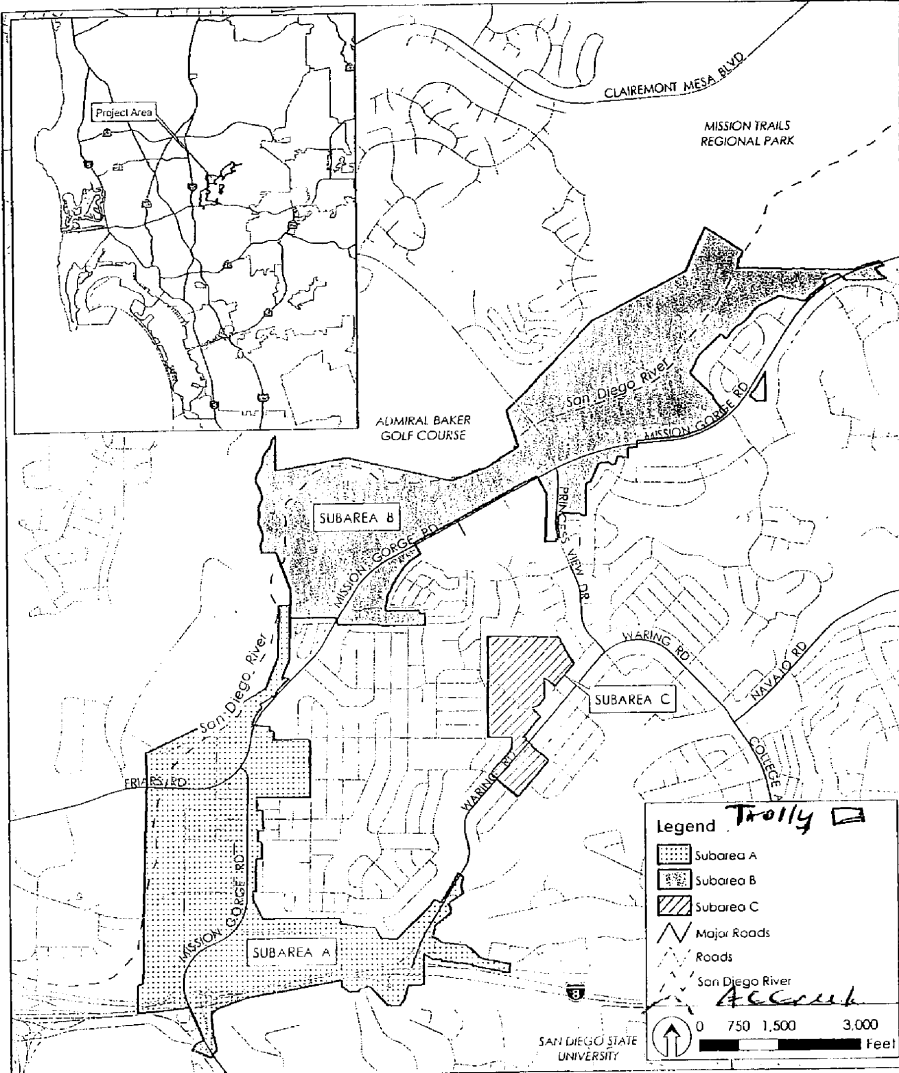 Project Area
CLAIREMONT MESA BLVD
MISSION TRAILS
REGIONAL PARK
San Diego River
MISSION GORGE RD
ADMIRAL BAKER
GOLF COURSE
SUBAREA B
MISSION GORGE RD
PRINCESS VIEW DR
WARING RD
NAVAJO RD
SUBAREA C
San Diego River
COLLEGE A
FRIARS RD
WARING RD
MISSION GORGE RD
SUBAREA A
8
SAN DIEGO STATE
UNIVERSITY
Legend Trolly
Subarea A
Subarea B
Subarea C
Major Roads
Roads
San Diego River
0 750 1,500 3,000
Feet